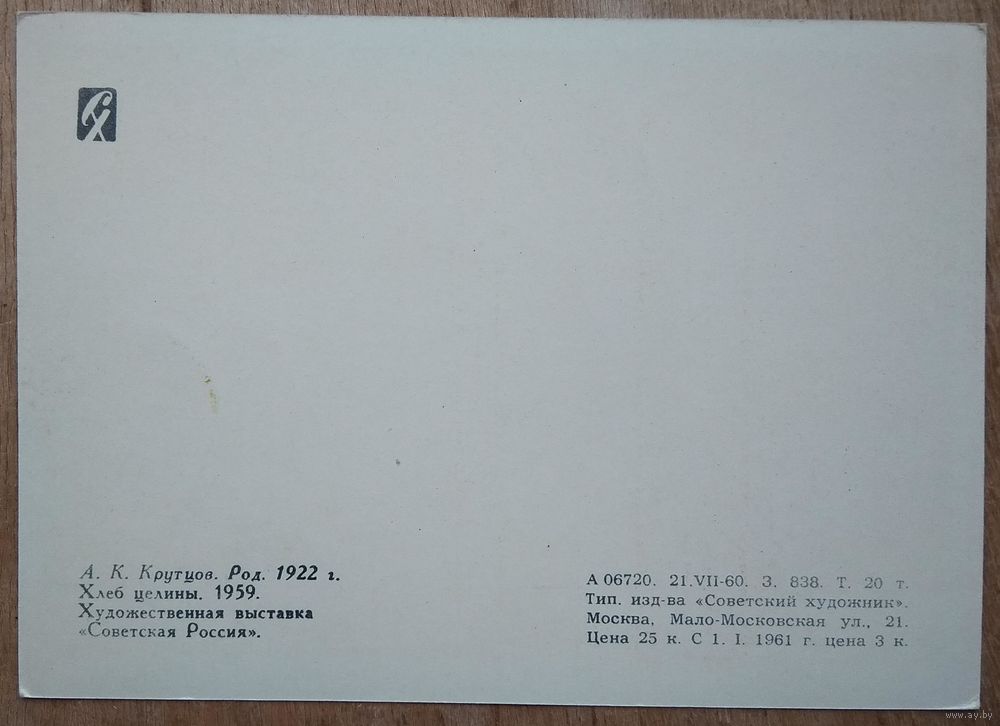 СХ
А. К. Крутцов. Род. 1922 г.
Хлеб целины. 1959.
Художественная выставка
«Советская Россия».
А 06720. 21.VII-60. З. 838. Т. 20 т.
Тип. изд-ва «Советский художник».
Москва, Мало-Московская ул., 21.
Цена 25 к. С 1. I. 1961 г. цена 3 к.
www.ay.by